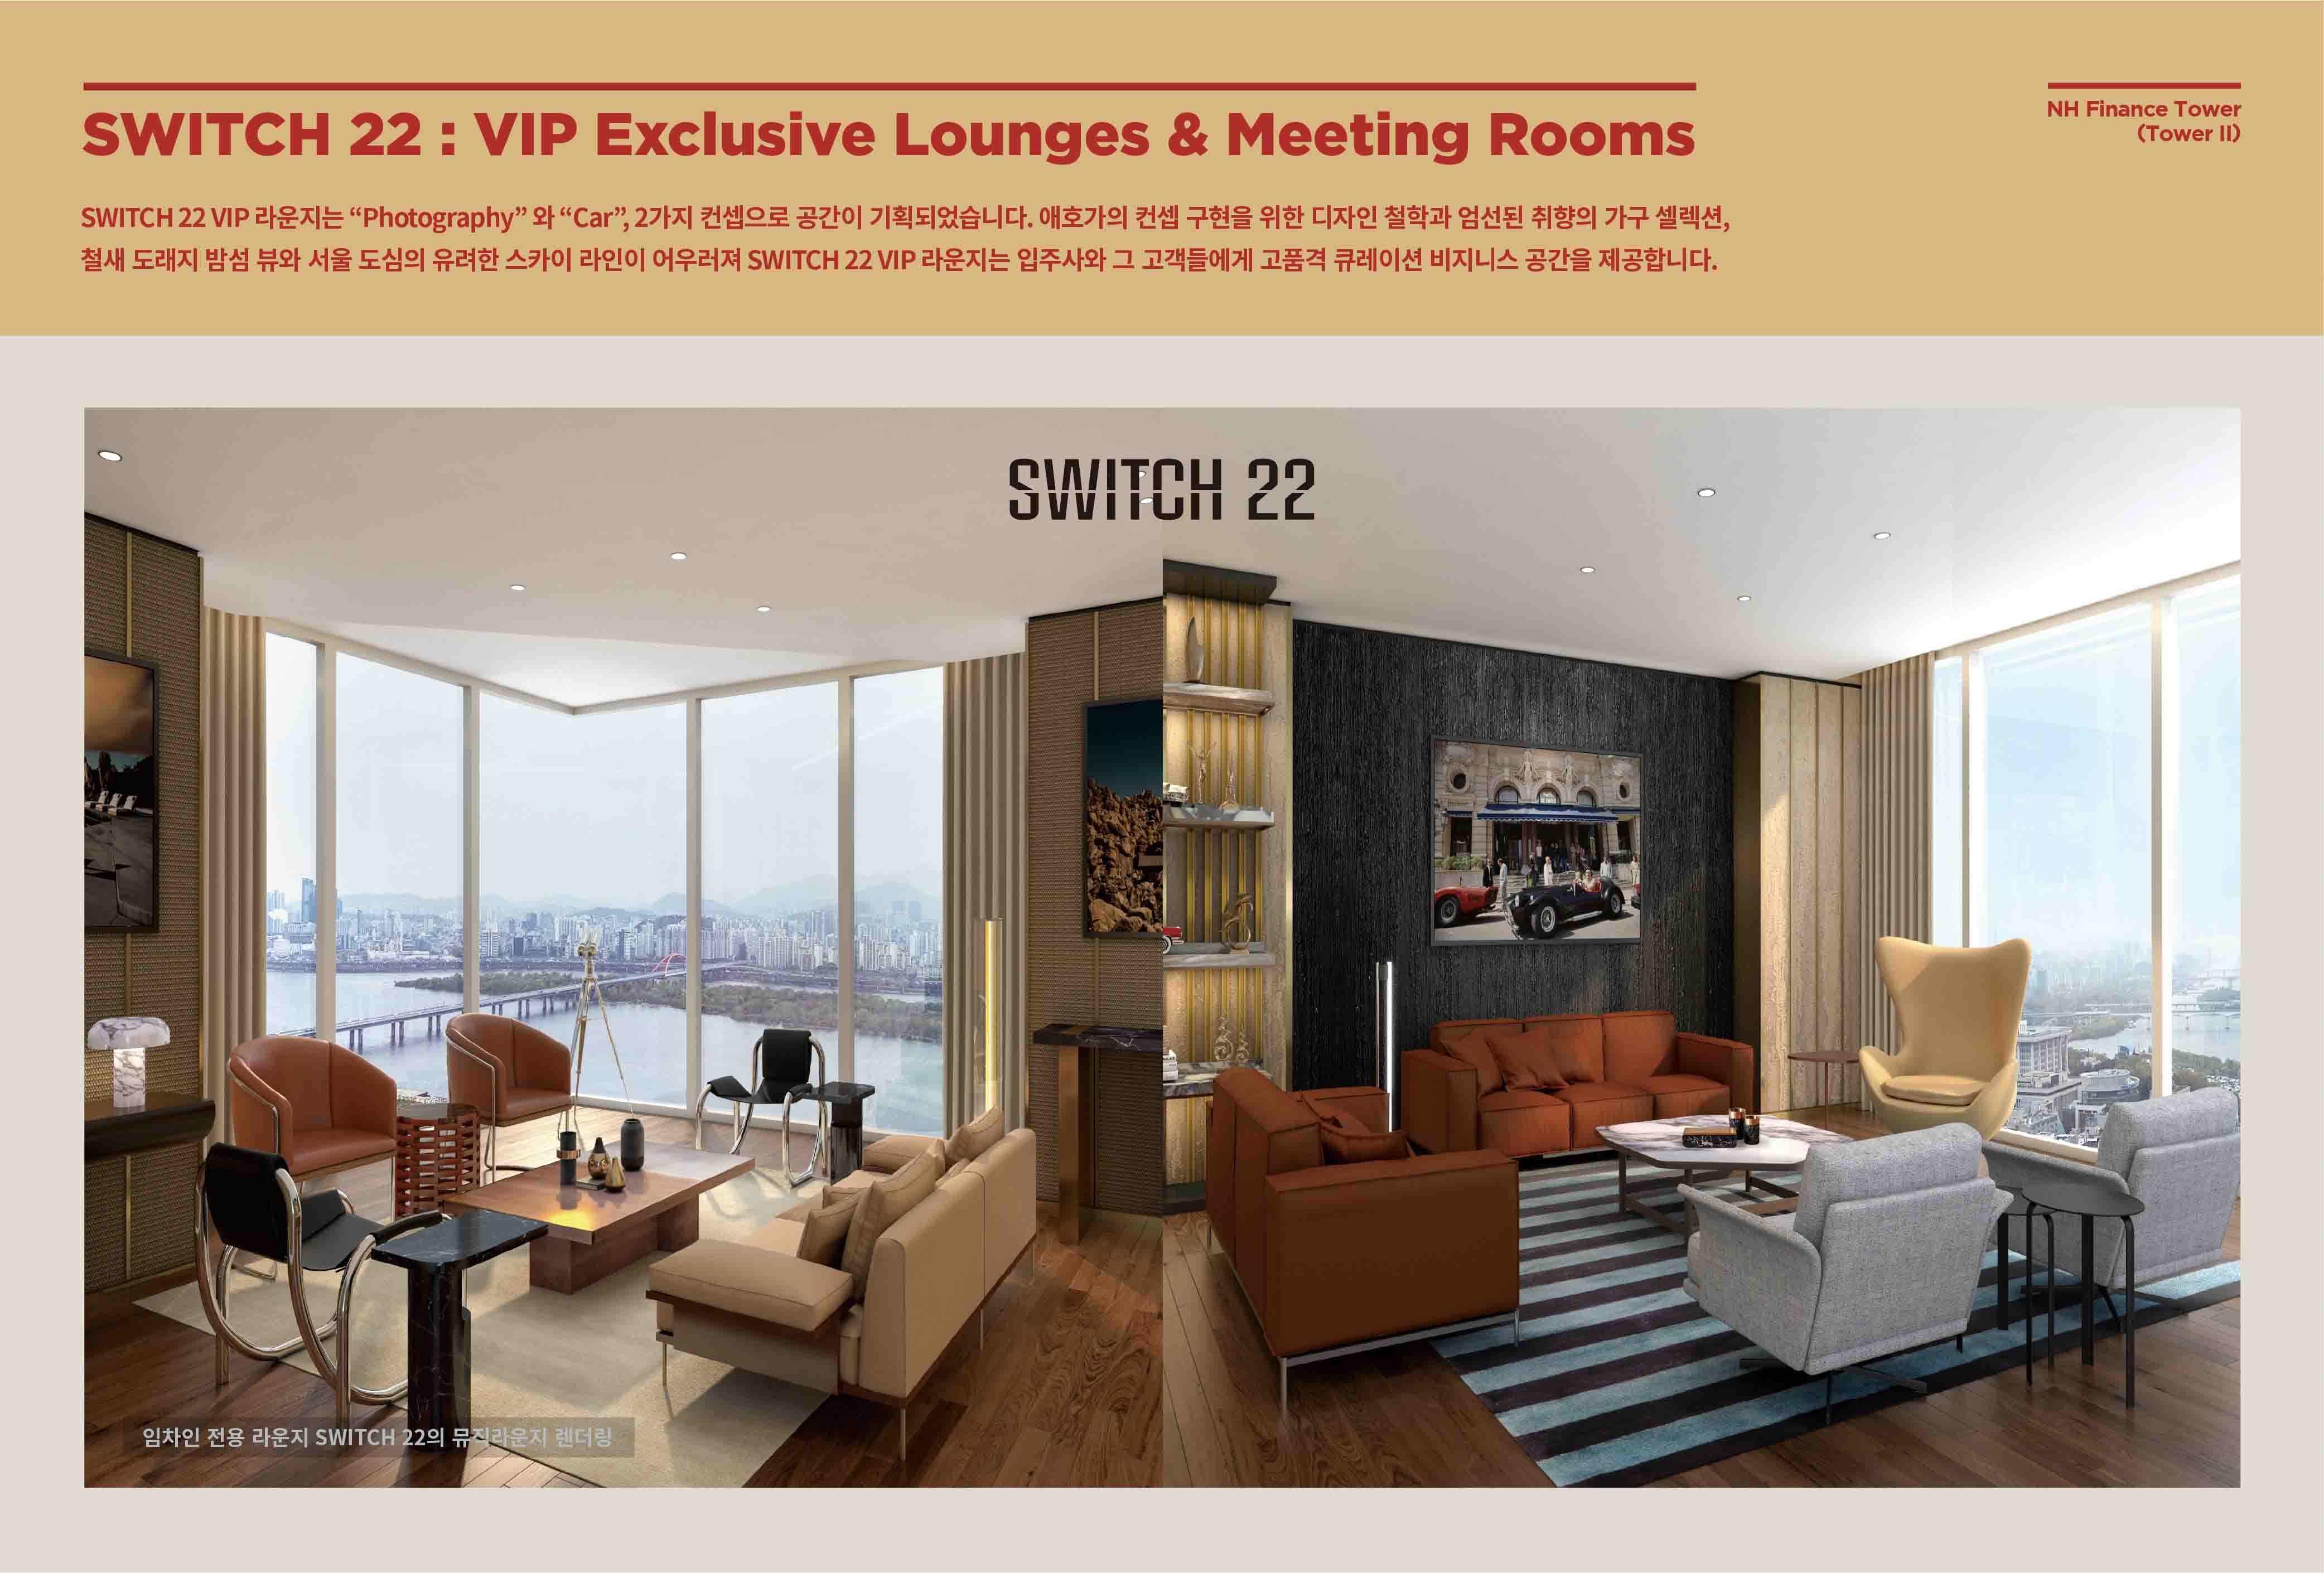 SWITCH 22 : VIP Exclusive Lounges & Meeting Rooms
NH Finance Tower
(Tower II)
SWITCH 22 VIP 라운지는 “Photography” 와 “Car”, 2가지 컨셉으로 공간이 기획되었습니다. 애호가의 컨셉 구현을 위한 디자인 철학과 엄선된 취향의 가구 셀렉션,
철새 도래지 밤섬 뷰와 서울 도심의 유려한 스카이 라인이 어우러져 SWITCH 22 VIP 라운지는 입주사와 그 고객들에게 고품격 큐레이션 비지니스 공간을 제공합니다.
SWITCH 22
임차인 전용 라운지 SWITCH 22의 뮤직라운지 렌더링